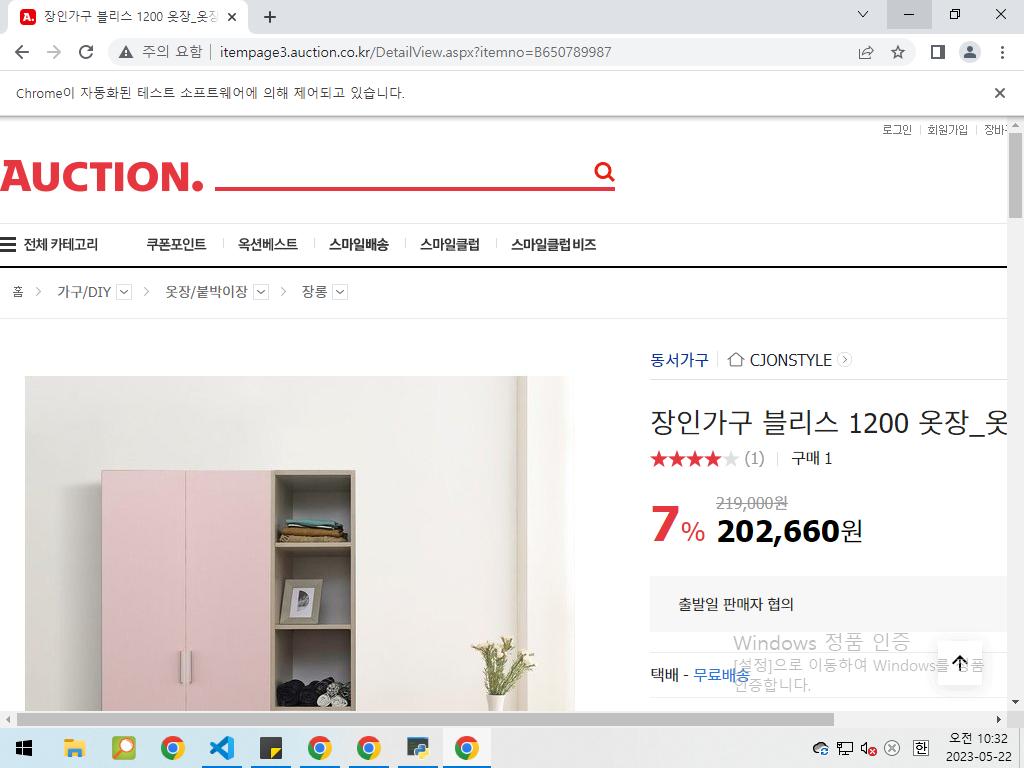 장인가구 블리스 1200 옷장_옷장
주의 요함 itempage3.auction.co.kr/DetailView.aspx?itemno=B650789987
Chrome이 자동화된 테스트 소프트웨어에 의해 제어되고 있습니다.
로그인 회원가입 장바
AUCTION.
전체 카테고리 쿠폰포인트 옥션베스트 스마일배송 스마일클럽 스마일클럽 비즈
홈 가구/DIY 옷장/붙박이장 장롱
동서가구 CJONSTYLE
장인가구 블리스 1200 옷장_옷
(1) 구매 1
219,000원
7% 202,660원
출발일 판매자 협의
Windows 정품 인증
[설정]으로 이동하여 Windows를 정품
인증합니다.
택배 - 무료배송
한
오전 10:32
2023-05-22